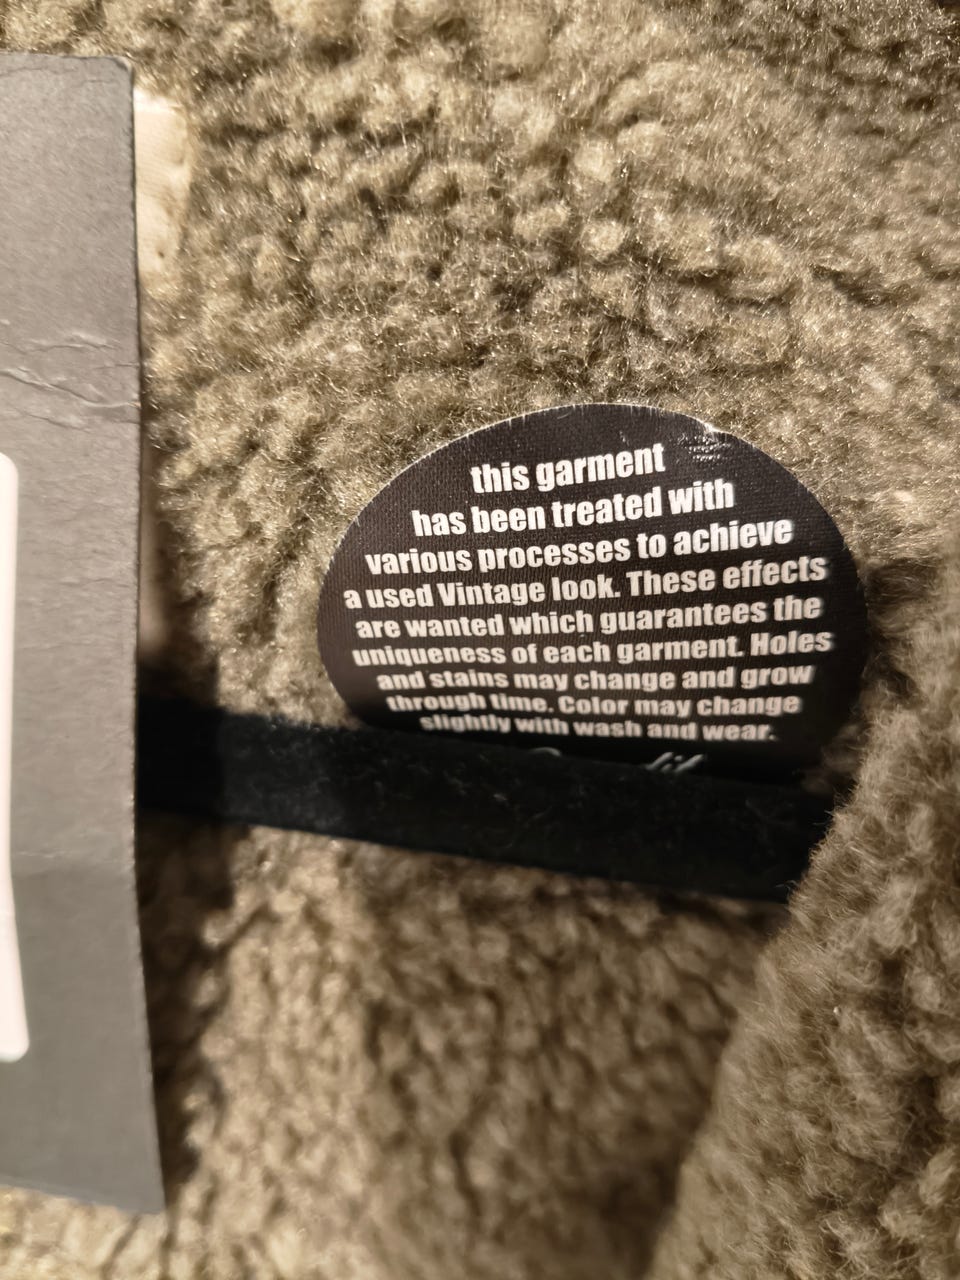 this garment
has been treated with
various processes to achieve
a used Vintage look. These effects
are wanted which guarantees the
uniqueness of each garment. Holes
and stains may change and grow
through time. Color may change
slightly with wash and wear.